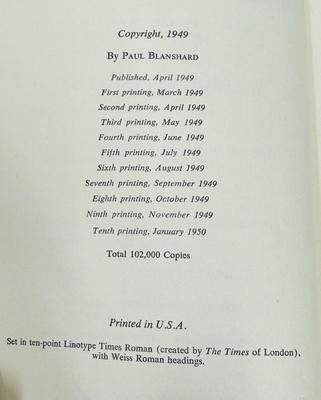 Copyright, 1949
By PAUL BLANSHARD
Published, April 1949
First printing, March 1949
Second printing, April 1949
Third printing, May 1949
Fourth printing, June 1949
Fifth printing, July 1949
Sixth printing, August 1949
Seventh printing, September 1949
Eighth printing, October 1949
Ninth printing, November 1949
Tenth printing, January 1950
Total 102,000 Copies
Printed in U.S.A.
Set in ten-point Linotype Times Roman (created by The Times of London),
with Weiss Roman headings.